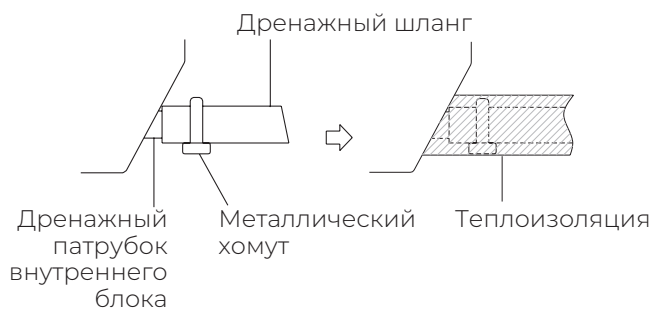 Дренажный шланг
Дренажный
патрубок
внутреннего
блока
Металлический
хомут
Теплоизоляция